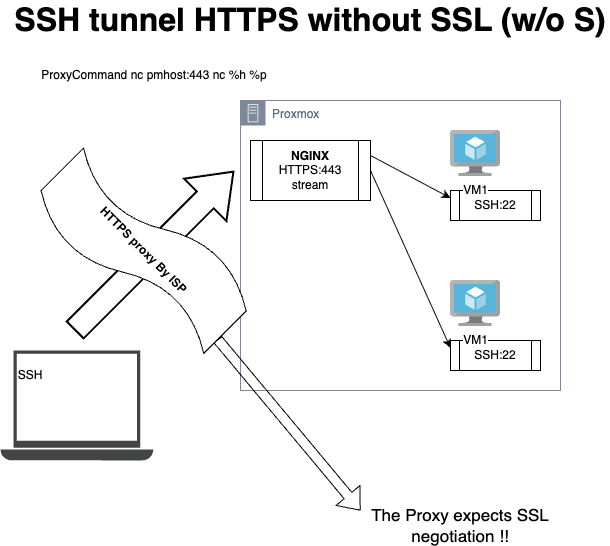 SSH tunnel HTTPS without SSL (w/o S)
ProxyCommand nc pmhost:443 nc %h %p
Proxmox
NGINX
HTTPS:443
stream
VM1
SSH:22
HTTPS proxy By ISP
VM1
SSH:22
SSH
The Proxy expects SSL
negotiation !!